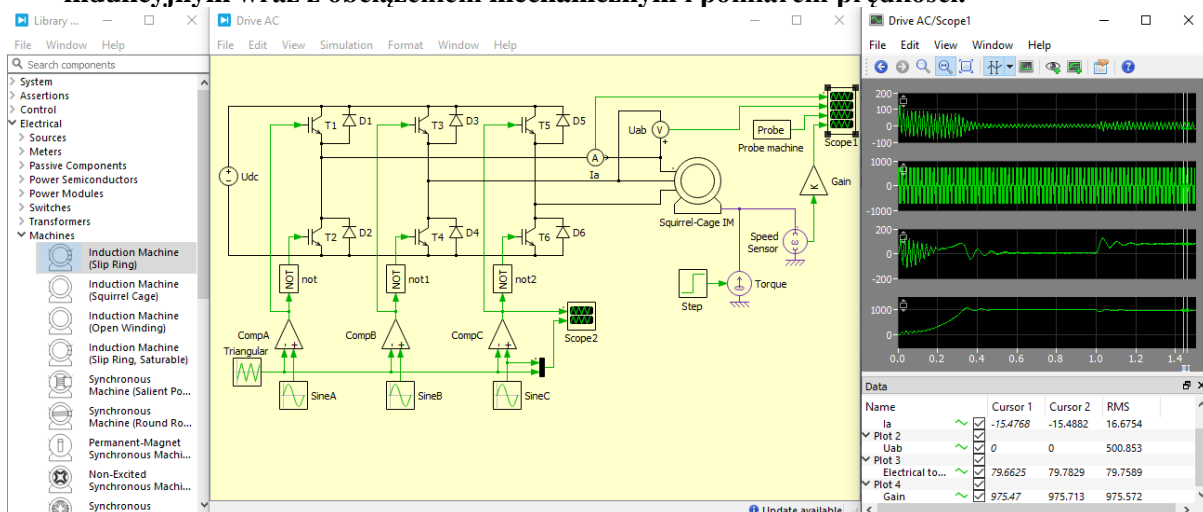 indukcyjnym wraz z obciążeniem mechanicznym i pomiarem prędkości.
Library ...
File Window Help
Search components
System
Assertions
Control
Electrical
Sources
Meters
Passive Components
Power Semiconductors
Power Modules
Switches
Transformers
Machines
Induction Machine
(Slip Ring)
Induction Machine
(Squirrel Cage)
Induction Machine
(Open Winding)
Induction Machine
(Slip Ring, Saturable)
Synchronous
Machine (Salient Po...
Synchronous
Machine (Round Ro...
Permanent-Magnet
Synchronous Machi...
Non-Excited
Synchronous Machi...
Synchronous
Drive AC
File Edit View Simulation Format Window Help
T1 D1 T3 D3 T5 D5
Uab V
A
Ia
Probe
Probe machine
Scope1
Udc
Gain
K
Squirrel-Cage IM
T2 D2 T4 D4 T6 D6
Speed
Sensor
ω
NOT not NOT not1 NOT not2
Step
Torque
CompA CompB CompC
Scope2
Triangular
SineA SineB SineC
Update available
Drive AC/Scope1
File Edit View Window Help
200
100
0
-100
1000
0
-1000
200
0
-200
1000
0
0.0 0.2 0.4 0.6 0.8 1.0 1.2 1.4
Data
Name Cursor 1 Cursor 2 RMS
Ia -15.4768 -15.4882 16.6754
Plot 2
Uab 0 0 500.853
Plot 3
Electrical to... 79.6625 79.7829 79.7589
Plot 4
Gain 975.47 975.713 975.572